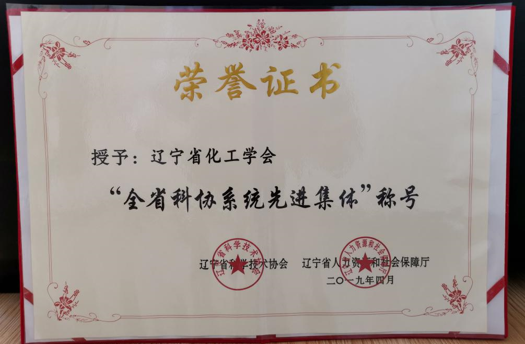 荣誉证书
授予：辽宁省化工学会
“全省科协系统先进集体”称号
辽宁省科学技术协会 辽宁省人力资源和社会保障厅
二〇一九年四月